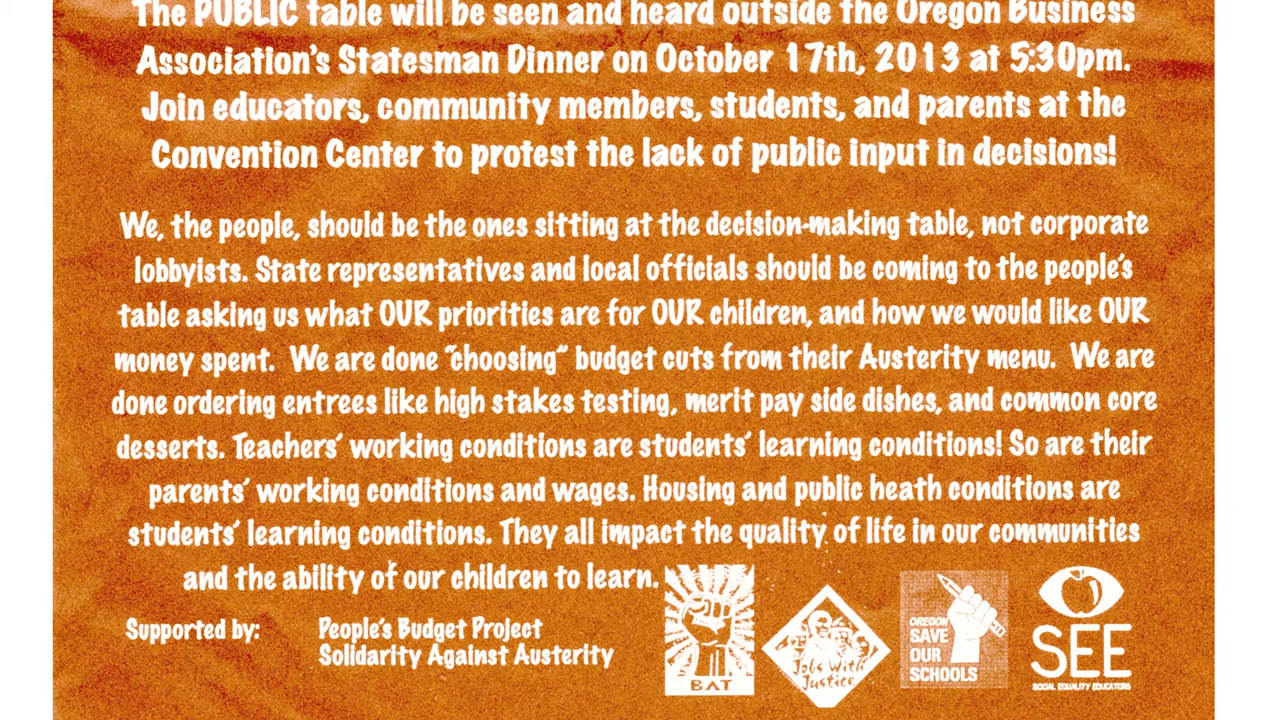 The PUBLIC table will be seen and heard outside the Oregon Business
Association's Statesman Dinner on October 17th, 2013 at 5:30pm.
Join educators, community members, students, and parents at the
Convention Center to protest the lack of public input in decisions!
We, the people, should be the ones sitting at the decision-making table, not corporate
lobbyists. State representatives and local officials should be coming to the people's
table asking us what OUR priorities are for OUR children, and how we would like OUR
money spent. We are done "choosing" budget cuts from their Austerity menu. We are
done ordering entrees like high stakes testing, merit pay side dishes, and common core
desserts. Teachers' working conditions are students' learning conditions! So are their
parents' working conditions and wages. Housing and public heath conditions are
students' learning conditions. They all impact the quality of life in our communities
and the ability of our children to learn.
Supported by:
People's Budget Project
Solidarity Against Austerity
BAT
Jobs With
Justice
OREGON
SAVE
OUR
SCHOOLS
SEE
SOCIAL EQUALITY EDUCATORS